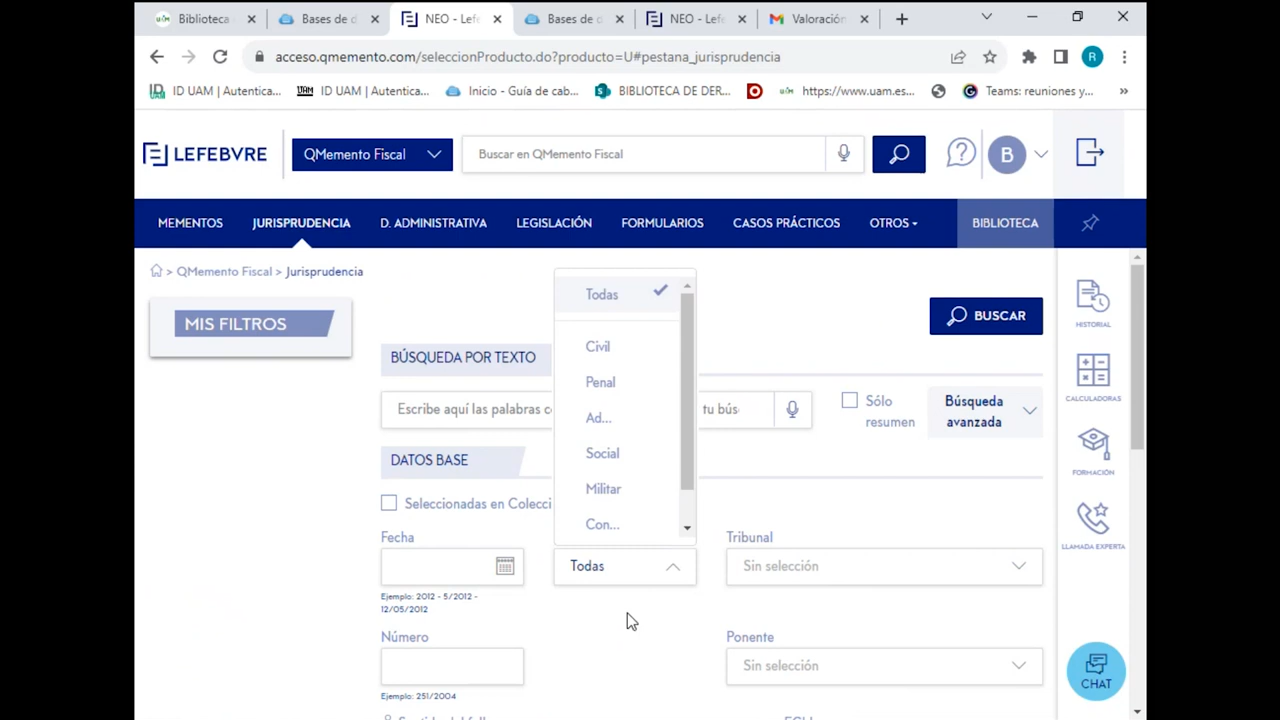 Biblioteca
Bases de d
NEO - Lefe
Bases de d
NEO - Lefe
Valoración
acceso.qmemento.com/seleccionProducto.do?producto=U#pestana_jurisprudencia
R
ID UAM | Autentica...
ID UAM | Autentica...
Inicio - Guía de cab...
BIBLIOTECA DE DER...
https://www.uam.es...
Teams: reuniones y...
»
LEFEBVRE
QMemento Fiscal
Buscar en QMemento Fiscal
B
MEMENTOS
JURISPRUDENCIA
D. ADMINISTRATIVA
LEGISLACIÓN
FORMULARIOS
CASOS PRÁCTICOS
OTROS
BIBLIOTECA
> QMemento Fiscal > Jurisprudencia
MIS FILTROS
BUSCAR
HISTORIAL
BÚSQUEDA POR TEXTO
Escribe aquí las palabras c
tu bús
Sólo
resumen
Búsqueda
avanzada
CALCULADORAS
DATOS BASE
FORMACIÓN
Seleccionadas en Colecci
Todas
Civil
Penal
Ad...
Social
Militar
Con...
Fecha
Todas
Tribunal
Sin selección
LLAMADA EXPERTA
Ejemplo: 2012 - 5/2012 -
12/05/2012
Número
Ponente
Sin selección
Ejemplo: 251/2004
CHAT